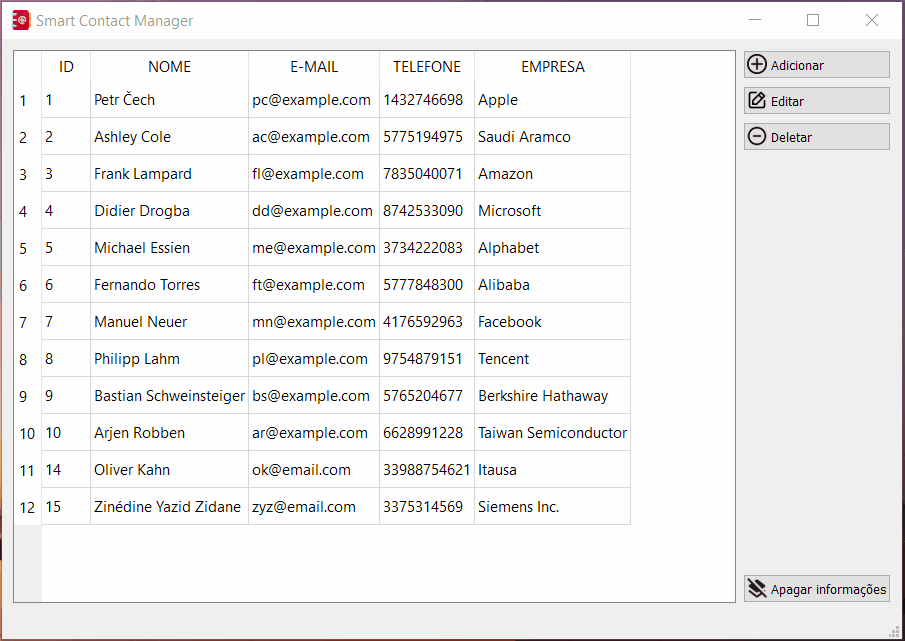 Smart Contact Manager
ID NOME E-MAIL TELEFONE EMPRESA
1 1 Petr Čech pc@example.com 1432746698 Apple
2 2 Ashley Cole ac@example.com 5775194975 Saudi Aramco
3 3 Frank Lampard fl@example.com 7835040071 Amazon
4 4 Didier Drogba dd@example.com 8742533090 Microsoft
5 5 Michael Essien me@example.com 3734222083 Alphabet
6 6 Fernando Torres ft@example.com 5777848300 Alibaba
7 7 Manuel Neuer mn@example.com 4176592963 Facebook
8 8 Philipp Lahm pl@example.com 9754879151 Tencent
9 9 Bastian Schweinsteiger bs@example.com 5765204677 Berkshire Hathaway
10 10 Arjen Robben ar@example.com 6628991228 Taiwan Semiconductor
11 14 Oliver Kahn ok@email.com 33988754621 Itausa
12 15 Zinédine Yazid Zidane zyz@email.com 3375314569 Siemens Inc.
Adicionar
Editar
Deletar
Apagar informações